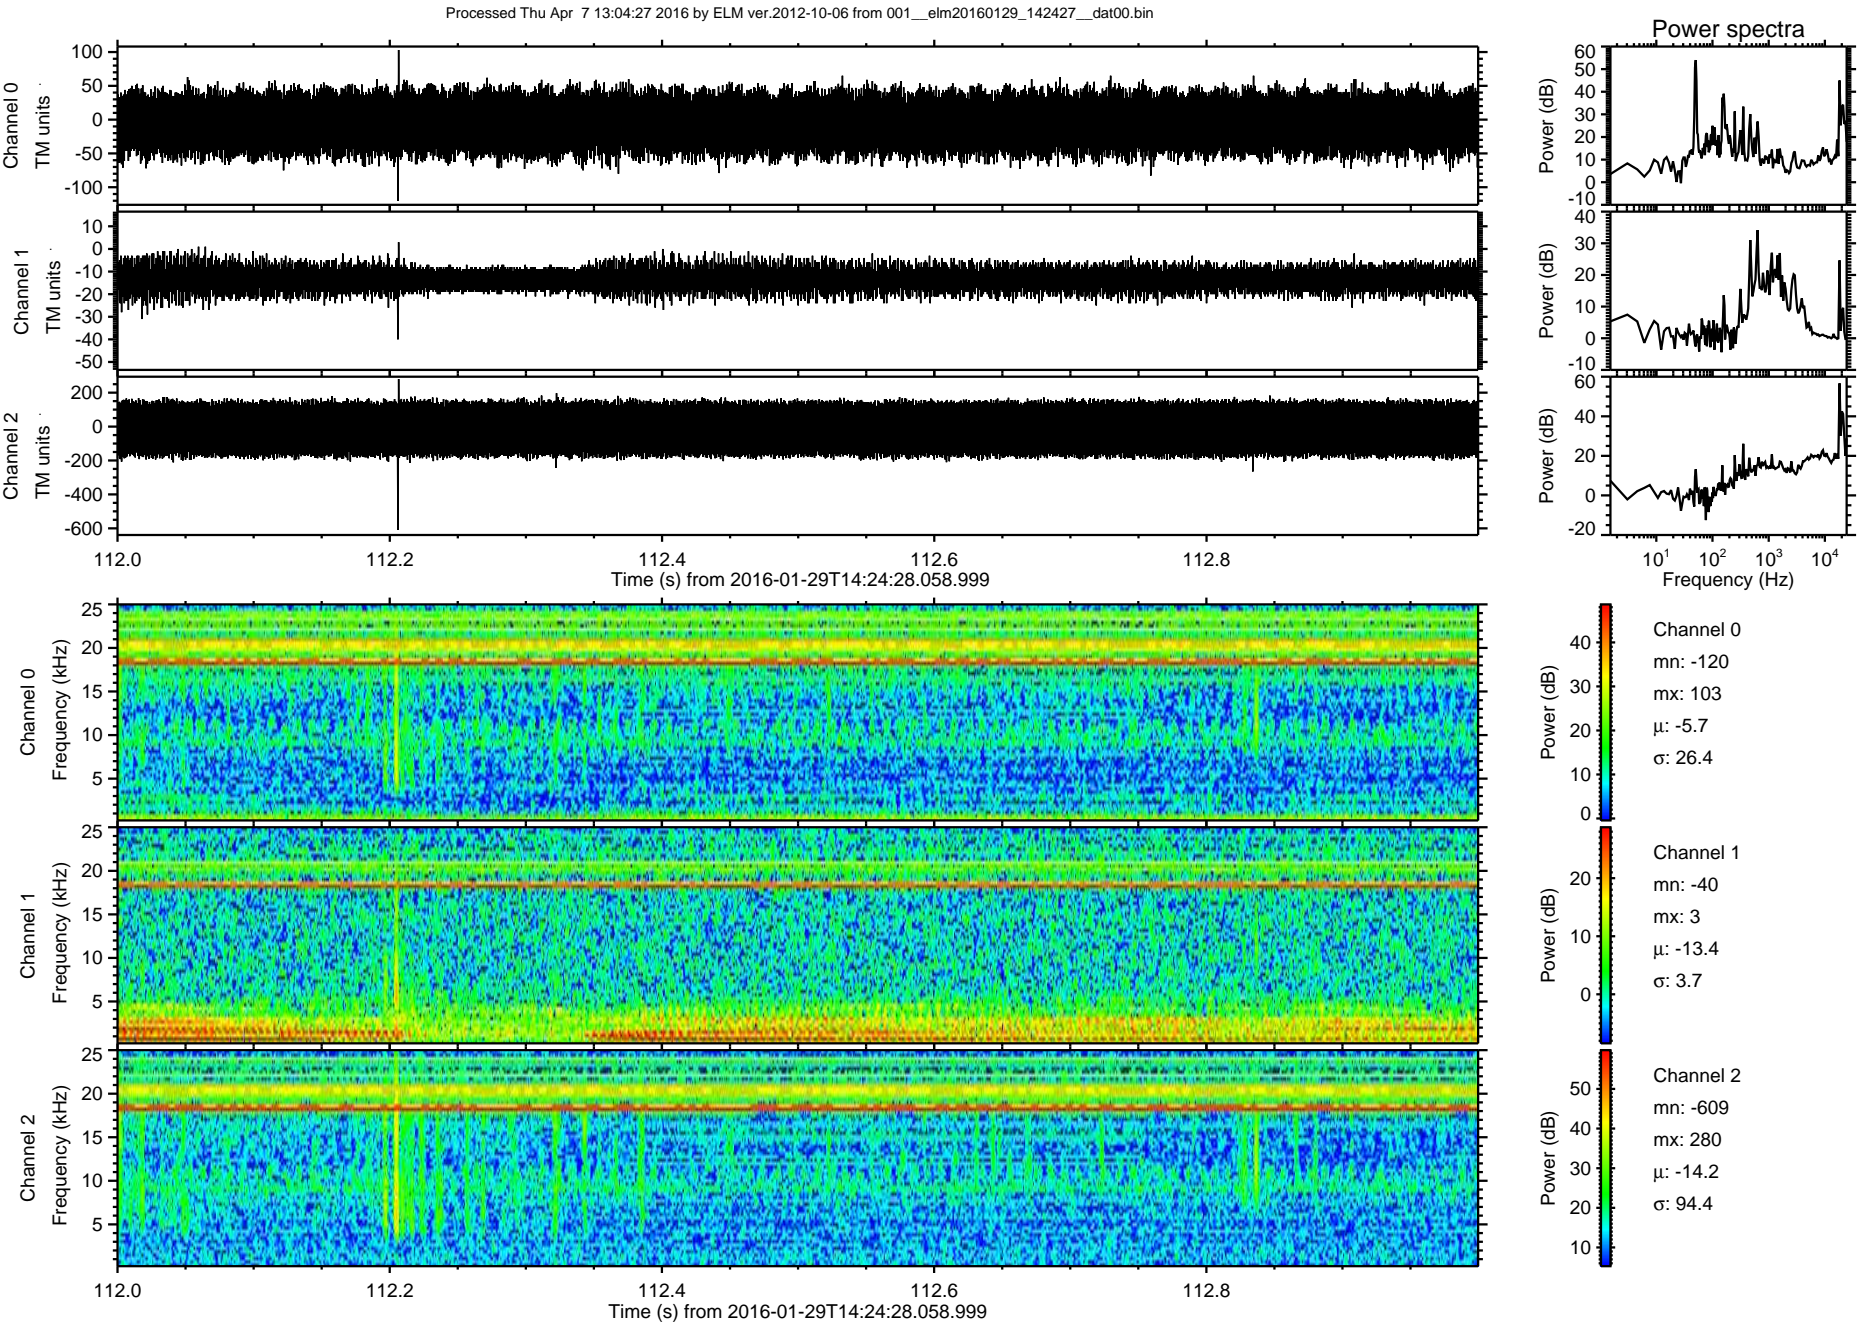 Processed Thu Apr  7 13:04:27 2016 by ELM ver.2012-10-06 from 001__elm20160129_142427__dat00.bin
Power spectra
Channel 0
TM units
100
50
0
-50
-100
Power (dB)
60
50
40
30
20
10
0
-10
Channel 1
TM units
10
0
-10
-20
-30
-40
-50
Power (dB)
40
30
20
10
0
-10
Channel 2
TM units
200
0
-200
-400
-600
Power (dB)
60
40
20
0
-20
112.0 112.2 112.4 112.6 112.8
Time (s) from 2016-01-29T14:24:28.058.999
10¹ 10² 10³ 10⁴
Frequency (Hz)
Channel 0
Frequency (kHz)
25
20
15
10
5
Power (dB)
40
30
20
10
0
Channel 0
mn: -120
mx: 103
µ: -5.7
σ: 26.4
Channel 1
Frequency (kHz)
25
20
15
10
5
Power (dB)
20
10
0
Channel 1
mn: -40
mx: 3
µ: -13.4
σ: 3.7
Channel 2
Frequency (kHz)
25
20
15
10
5
Power (dB)
50
40
30
20
10
Channel 2
mn: -609
mx: 280
µ: -14.2
σ: 94.4
112.0 112.2 112.4 112.6 112.8
Time (s) from 2016-01-29T14:24:28.058.999